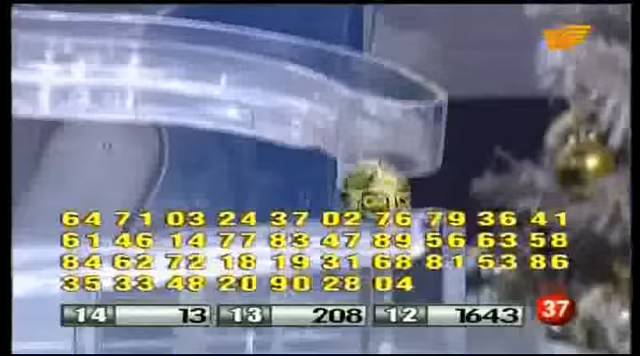 64 71 03 24 37 02 76 79 36 41
61 46 14 77 83 47 89 56 63 58
84 62 72 18 19 31 68 81 53 86
35 33 48 20 90 28 04
14 13 13 208 12 1643 37